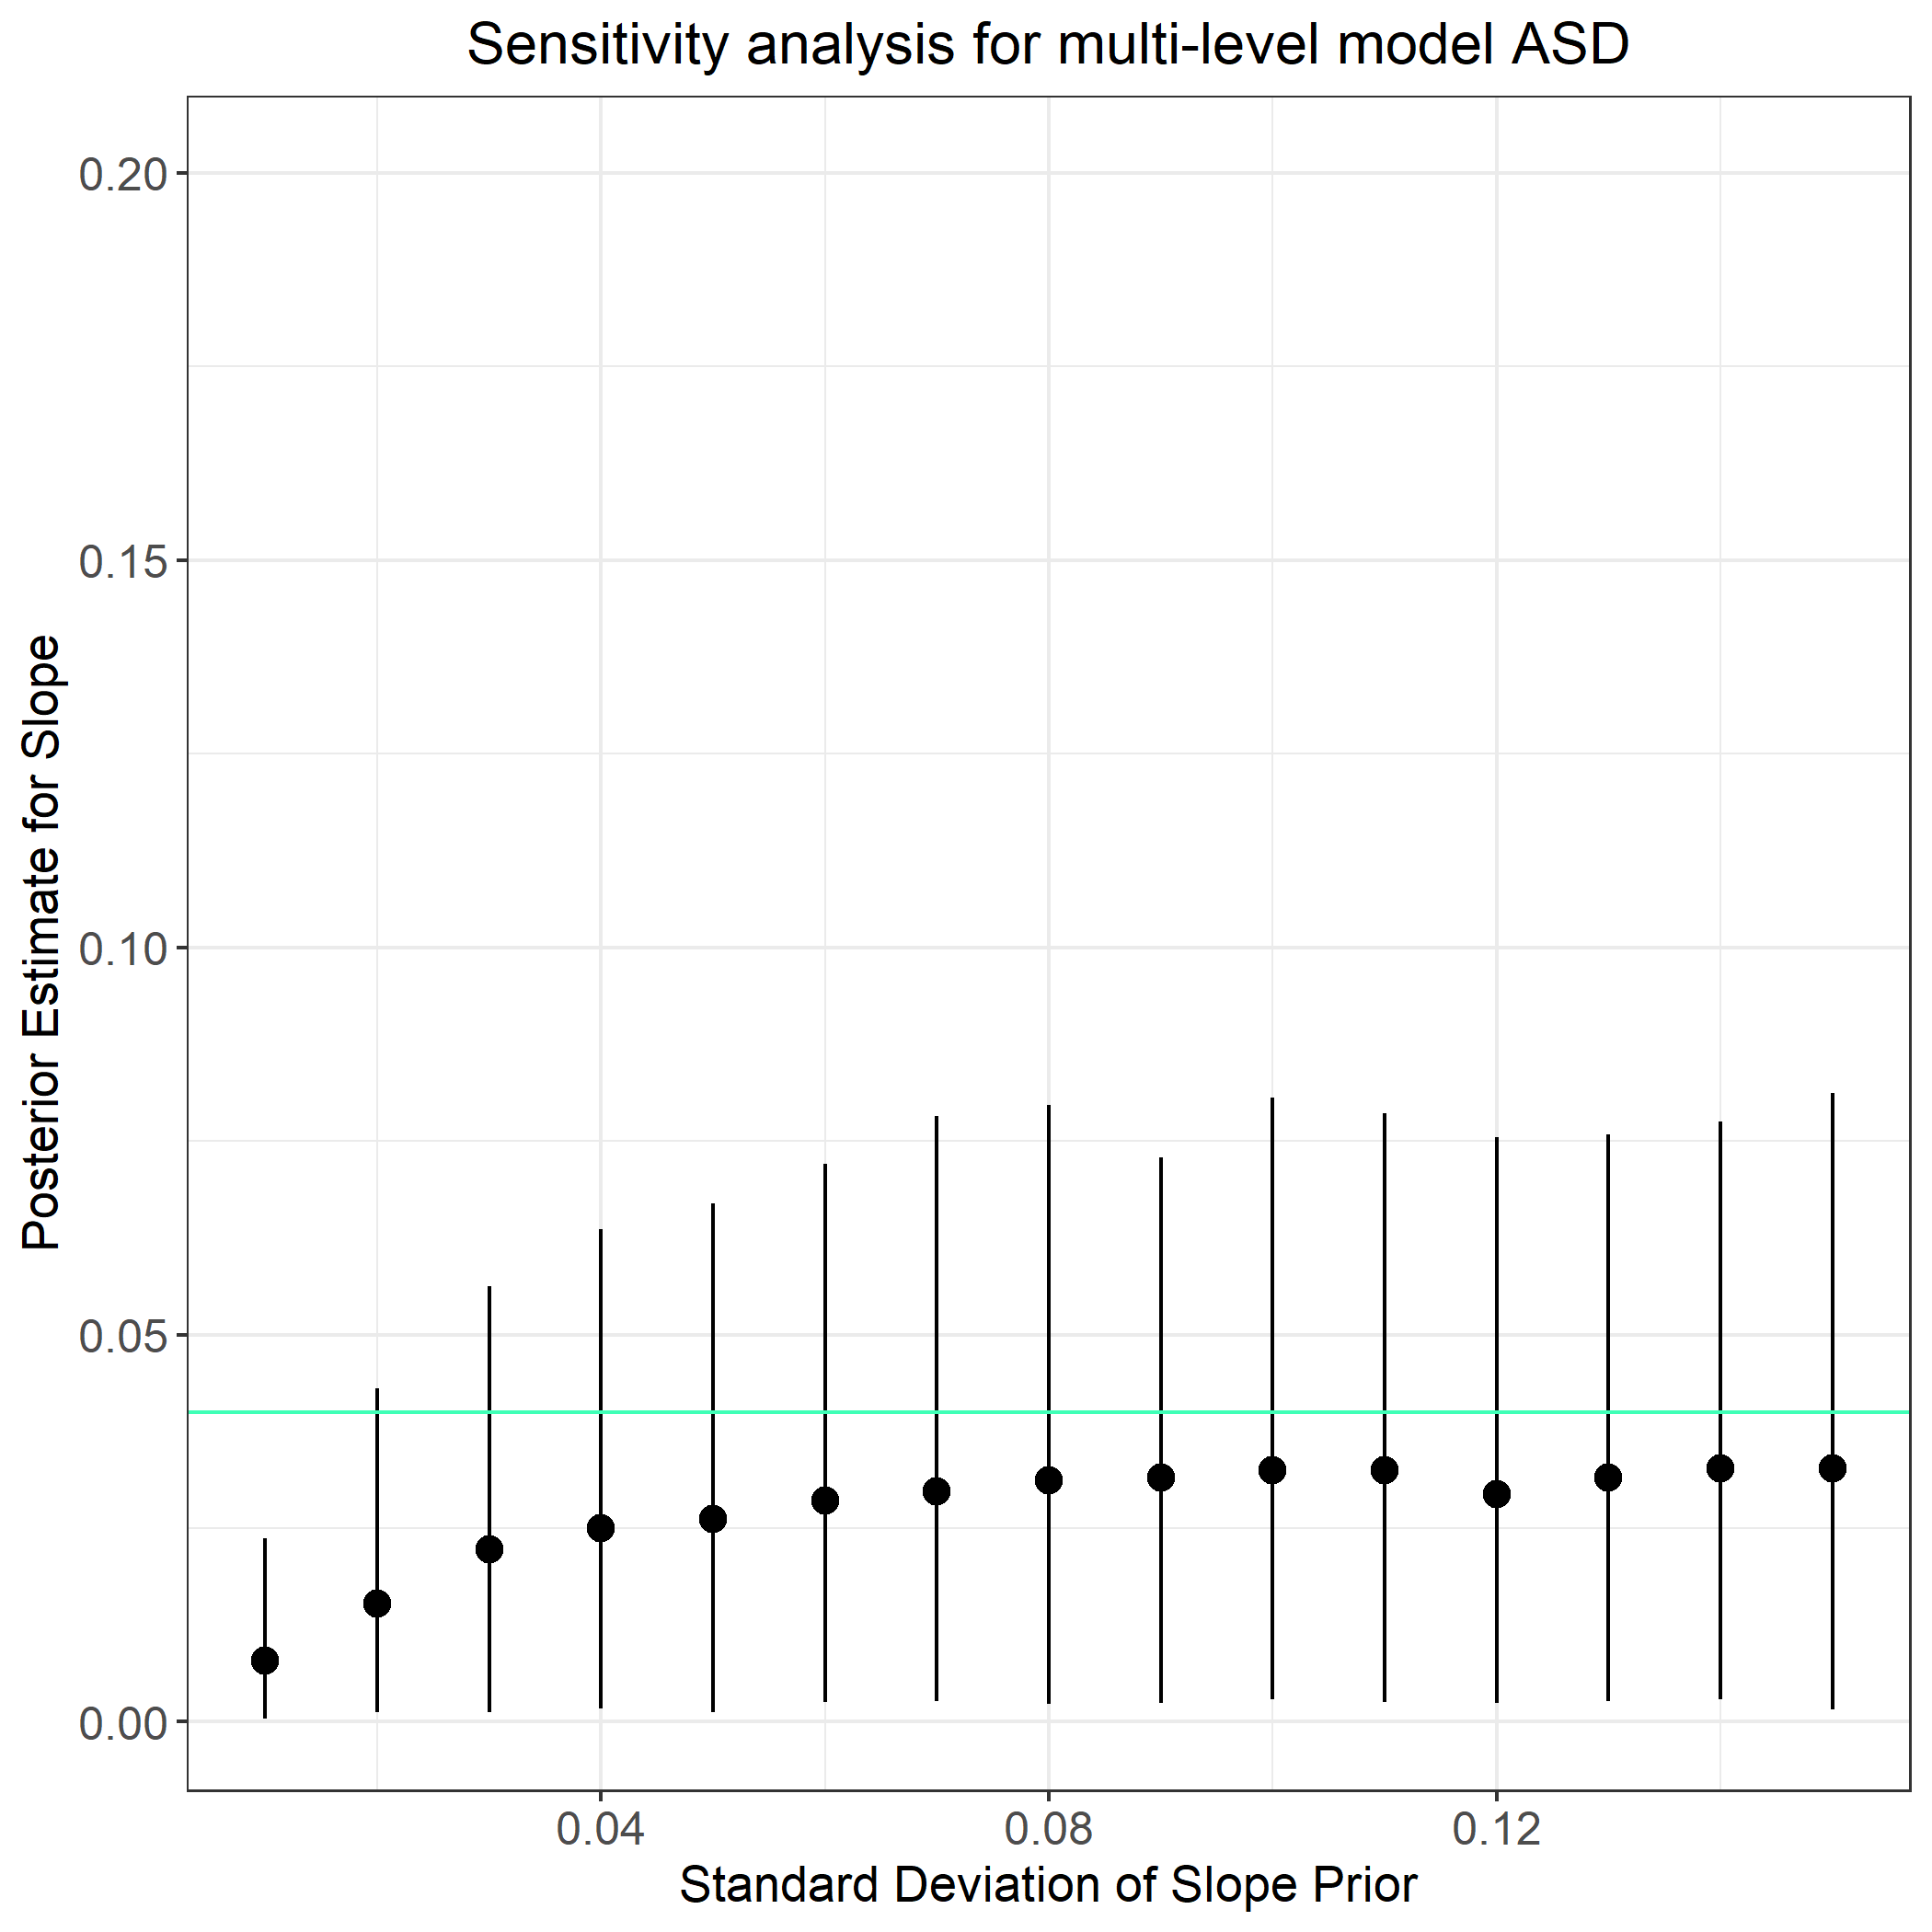 Sensitivity analysis for multi-level model ASD
Posterior Estimate for Slope
0.20
0.15
0.10
0.05
0.00
0.04
0.08
0.12
Standard Deviation of Slope Prior